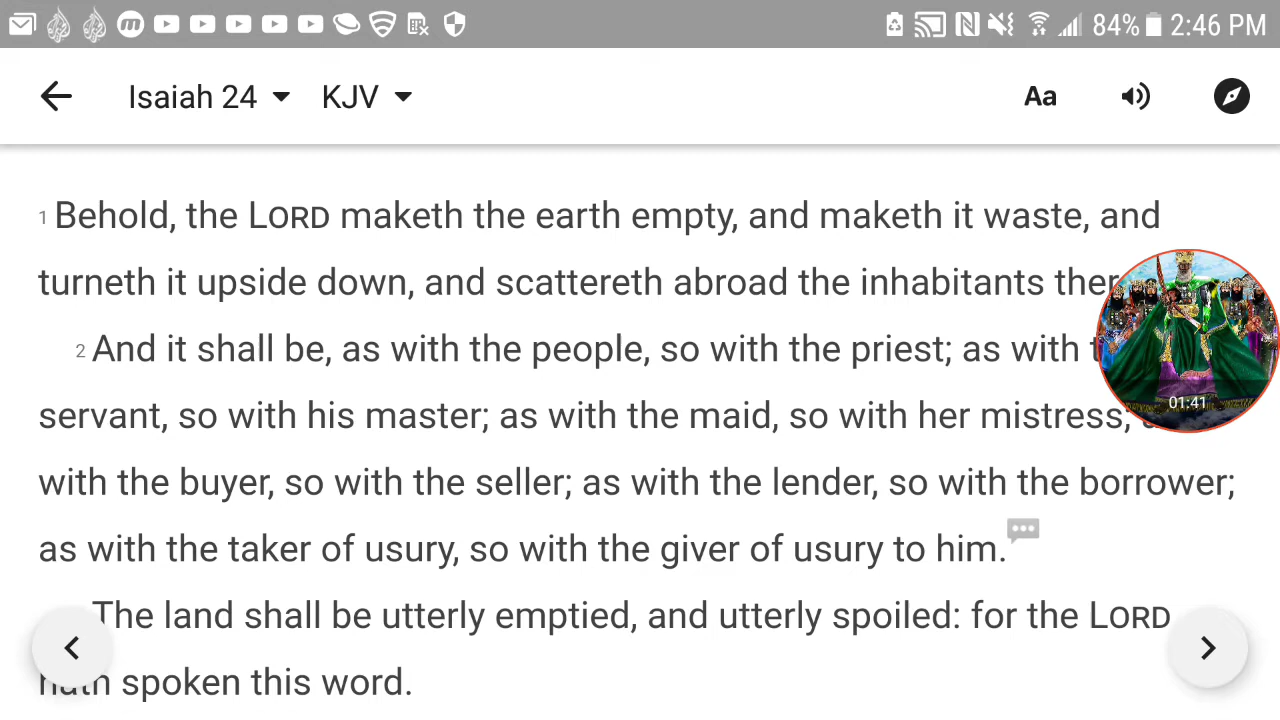 84% 2:46 PM
Isaiah 24 KJV Aa
1 Behold, the LORD maketh the earth empty, and maketh it waste, and
turneth it upside down, and scattereth abroad the inhabitants
2 And it shall be, as with the people, so with the priest; as with
servant, so with his master; as with the maid, so with her mistress;
01:41
with the buyer, so with the seller; as with the lender, so with the borrower;
as with the taker of usury, so with the giver of usury to him.
The land shall be utterly emptied, and utterly spoiled: for the LORD
hath spoken this word.